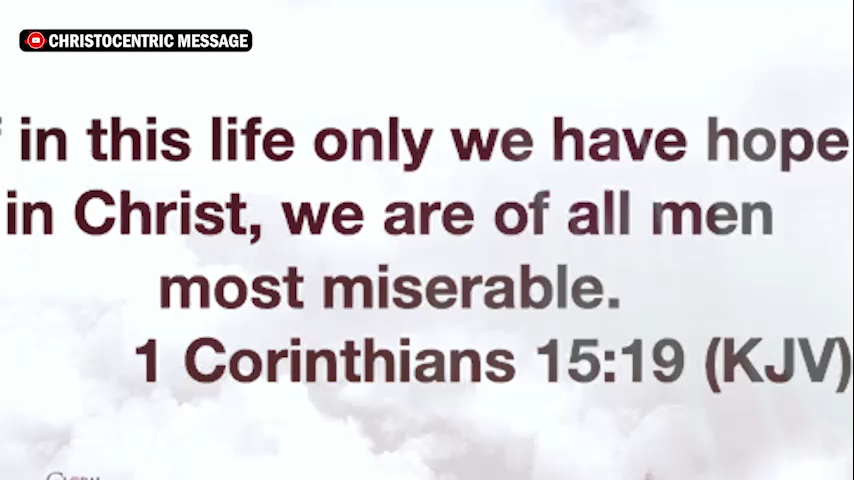 CHRISTOCENTRIC MESSAGE
in this life only we have hope
in Christ, we are of all men
most miserable.
1 Corinthians 15:19 (KJV)